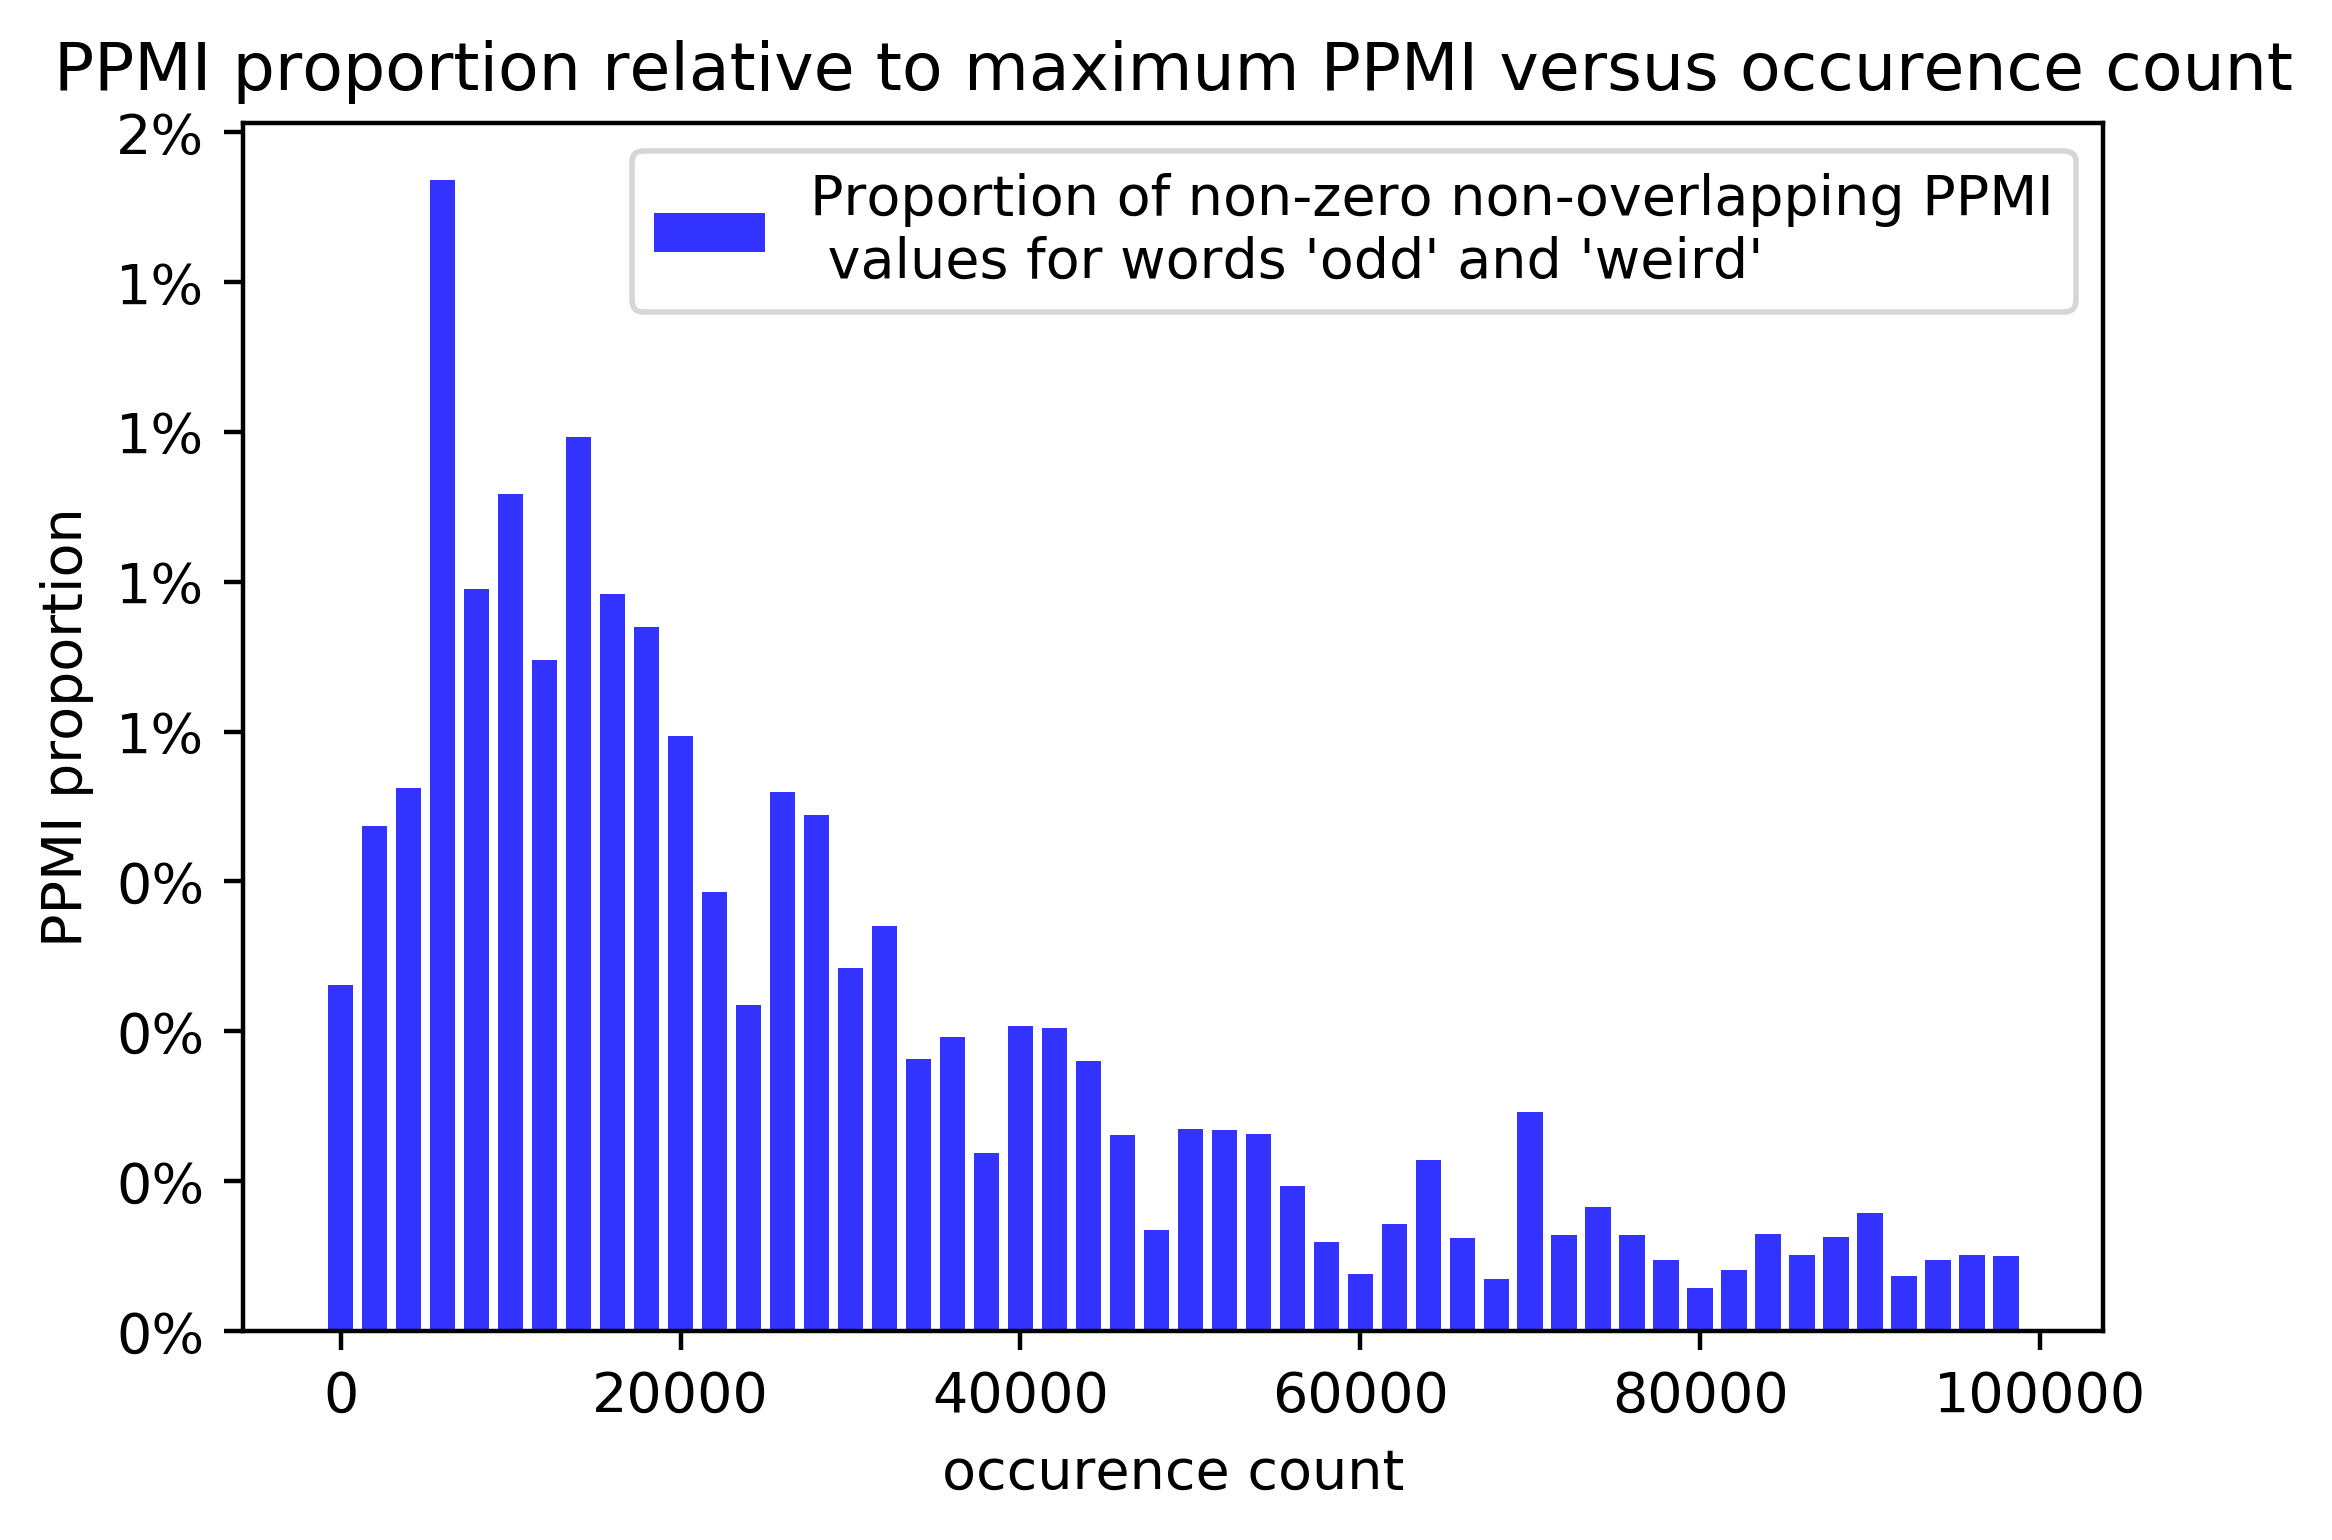 PPMI proportion relative to maximum PPMI versus occurence count
2%
1%
1%
1%
1%
0%
0%
0%
0%
PPMI proportion
Proportion of non-zero non-overlapping PPMI
values for words 'odd' and 'weird'
0 20000 40000 60000 80000 100000
occurence count